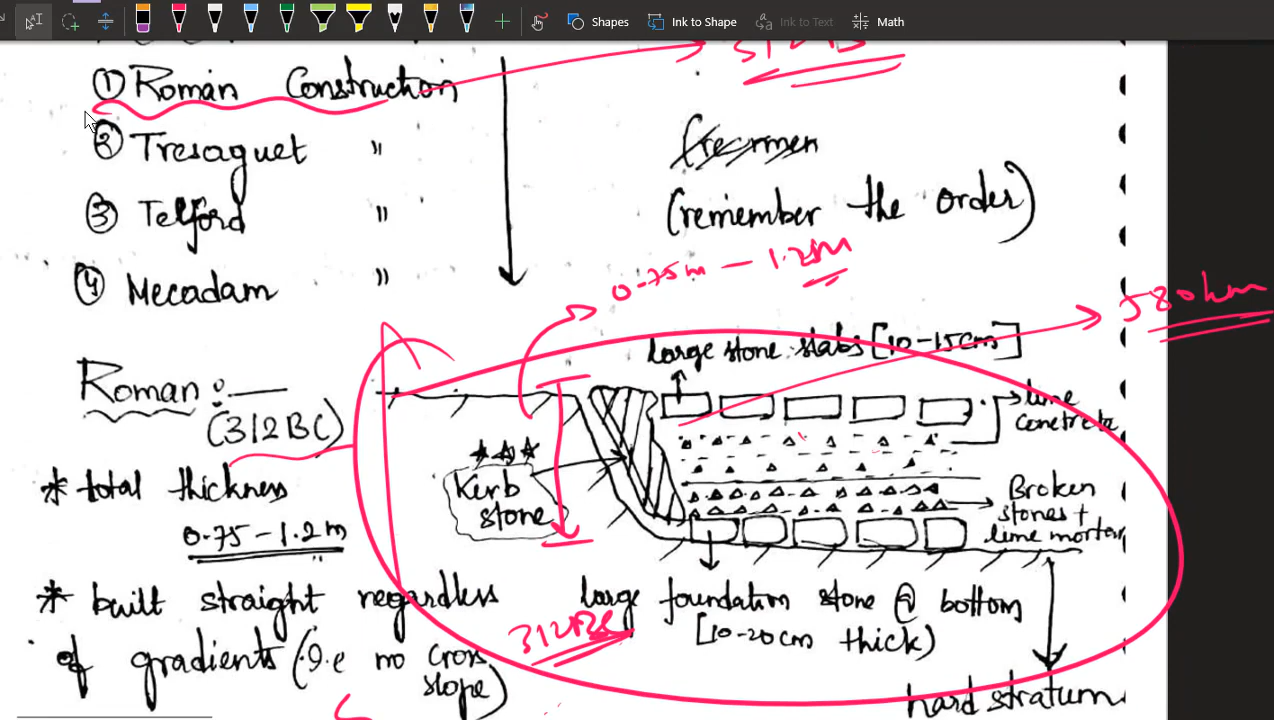 Shapes
Ink to Shape
Ink to Text
Math
312 B
① Roman Construction
② Tresaguet "
③ Telford "
④ Mecadam "
(remember the order)
0.75m - 1.2m
580 km
large stone slabs [10-15cm]
Roman :—
(312BC)
lime
concrete
* total thickness
0.75-1.2m
Kerb
stone
Broken
stones +
lime mortar
* built straight regardless
of gradients (i.e no cross
slope)
large foundation stone @ bottom
[10-20cm thick)
312BC
hard stratum